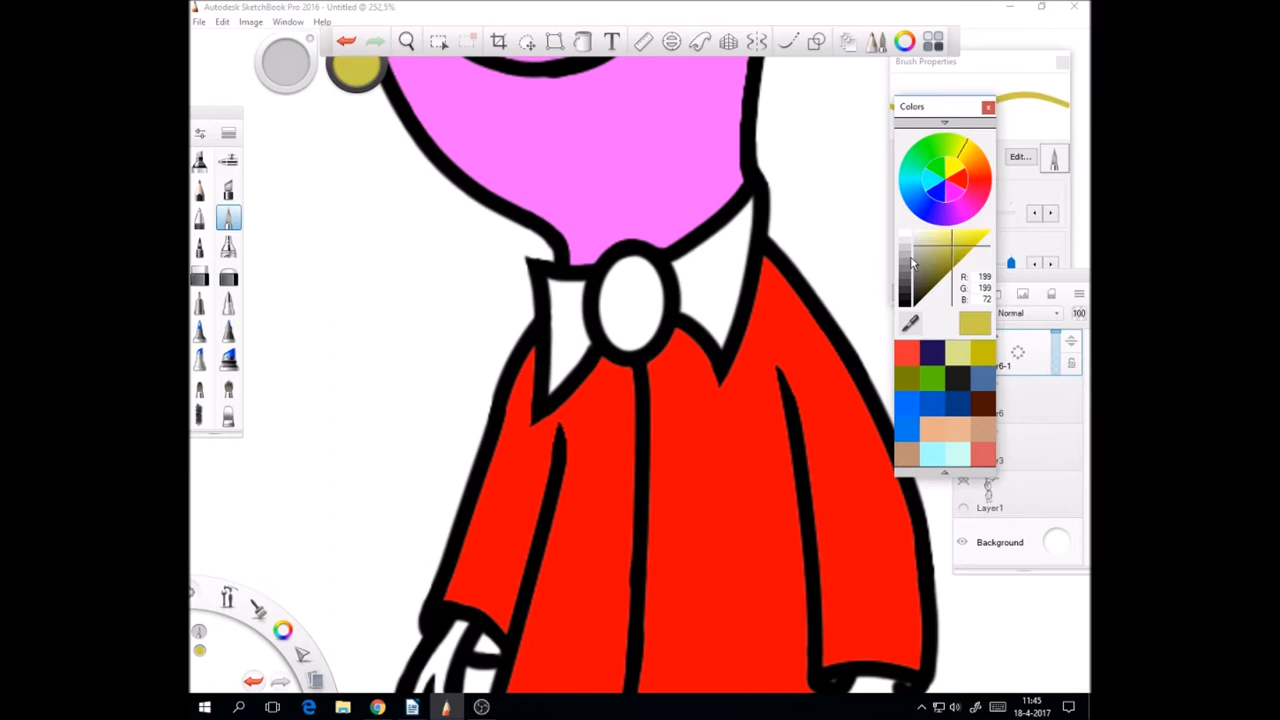 Autodesk SketchBook Pro 2016 - Untitled @ 252,5%
File Edit Image Window Help
Brush Properties
Colors
Edit...
R: 199
G: 199
B: 72
Normal 100
Layer1
Background
11:45
18-4-2017